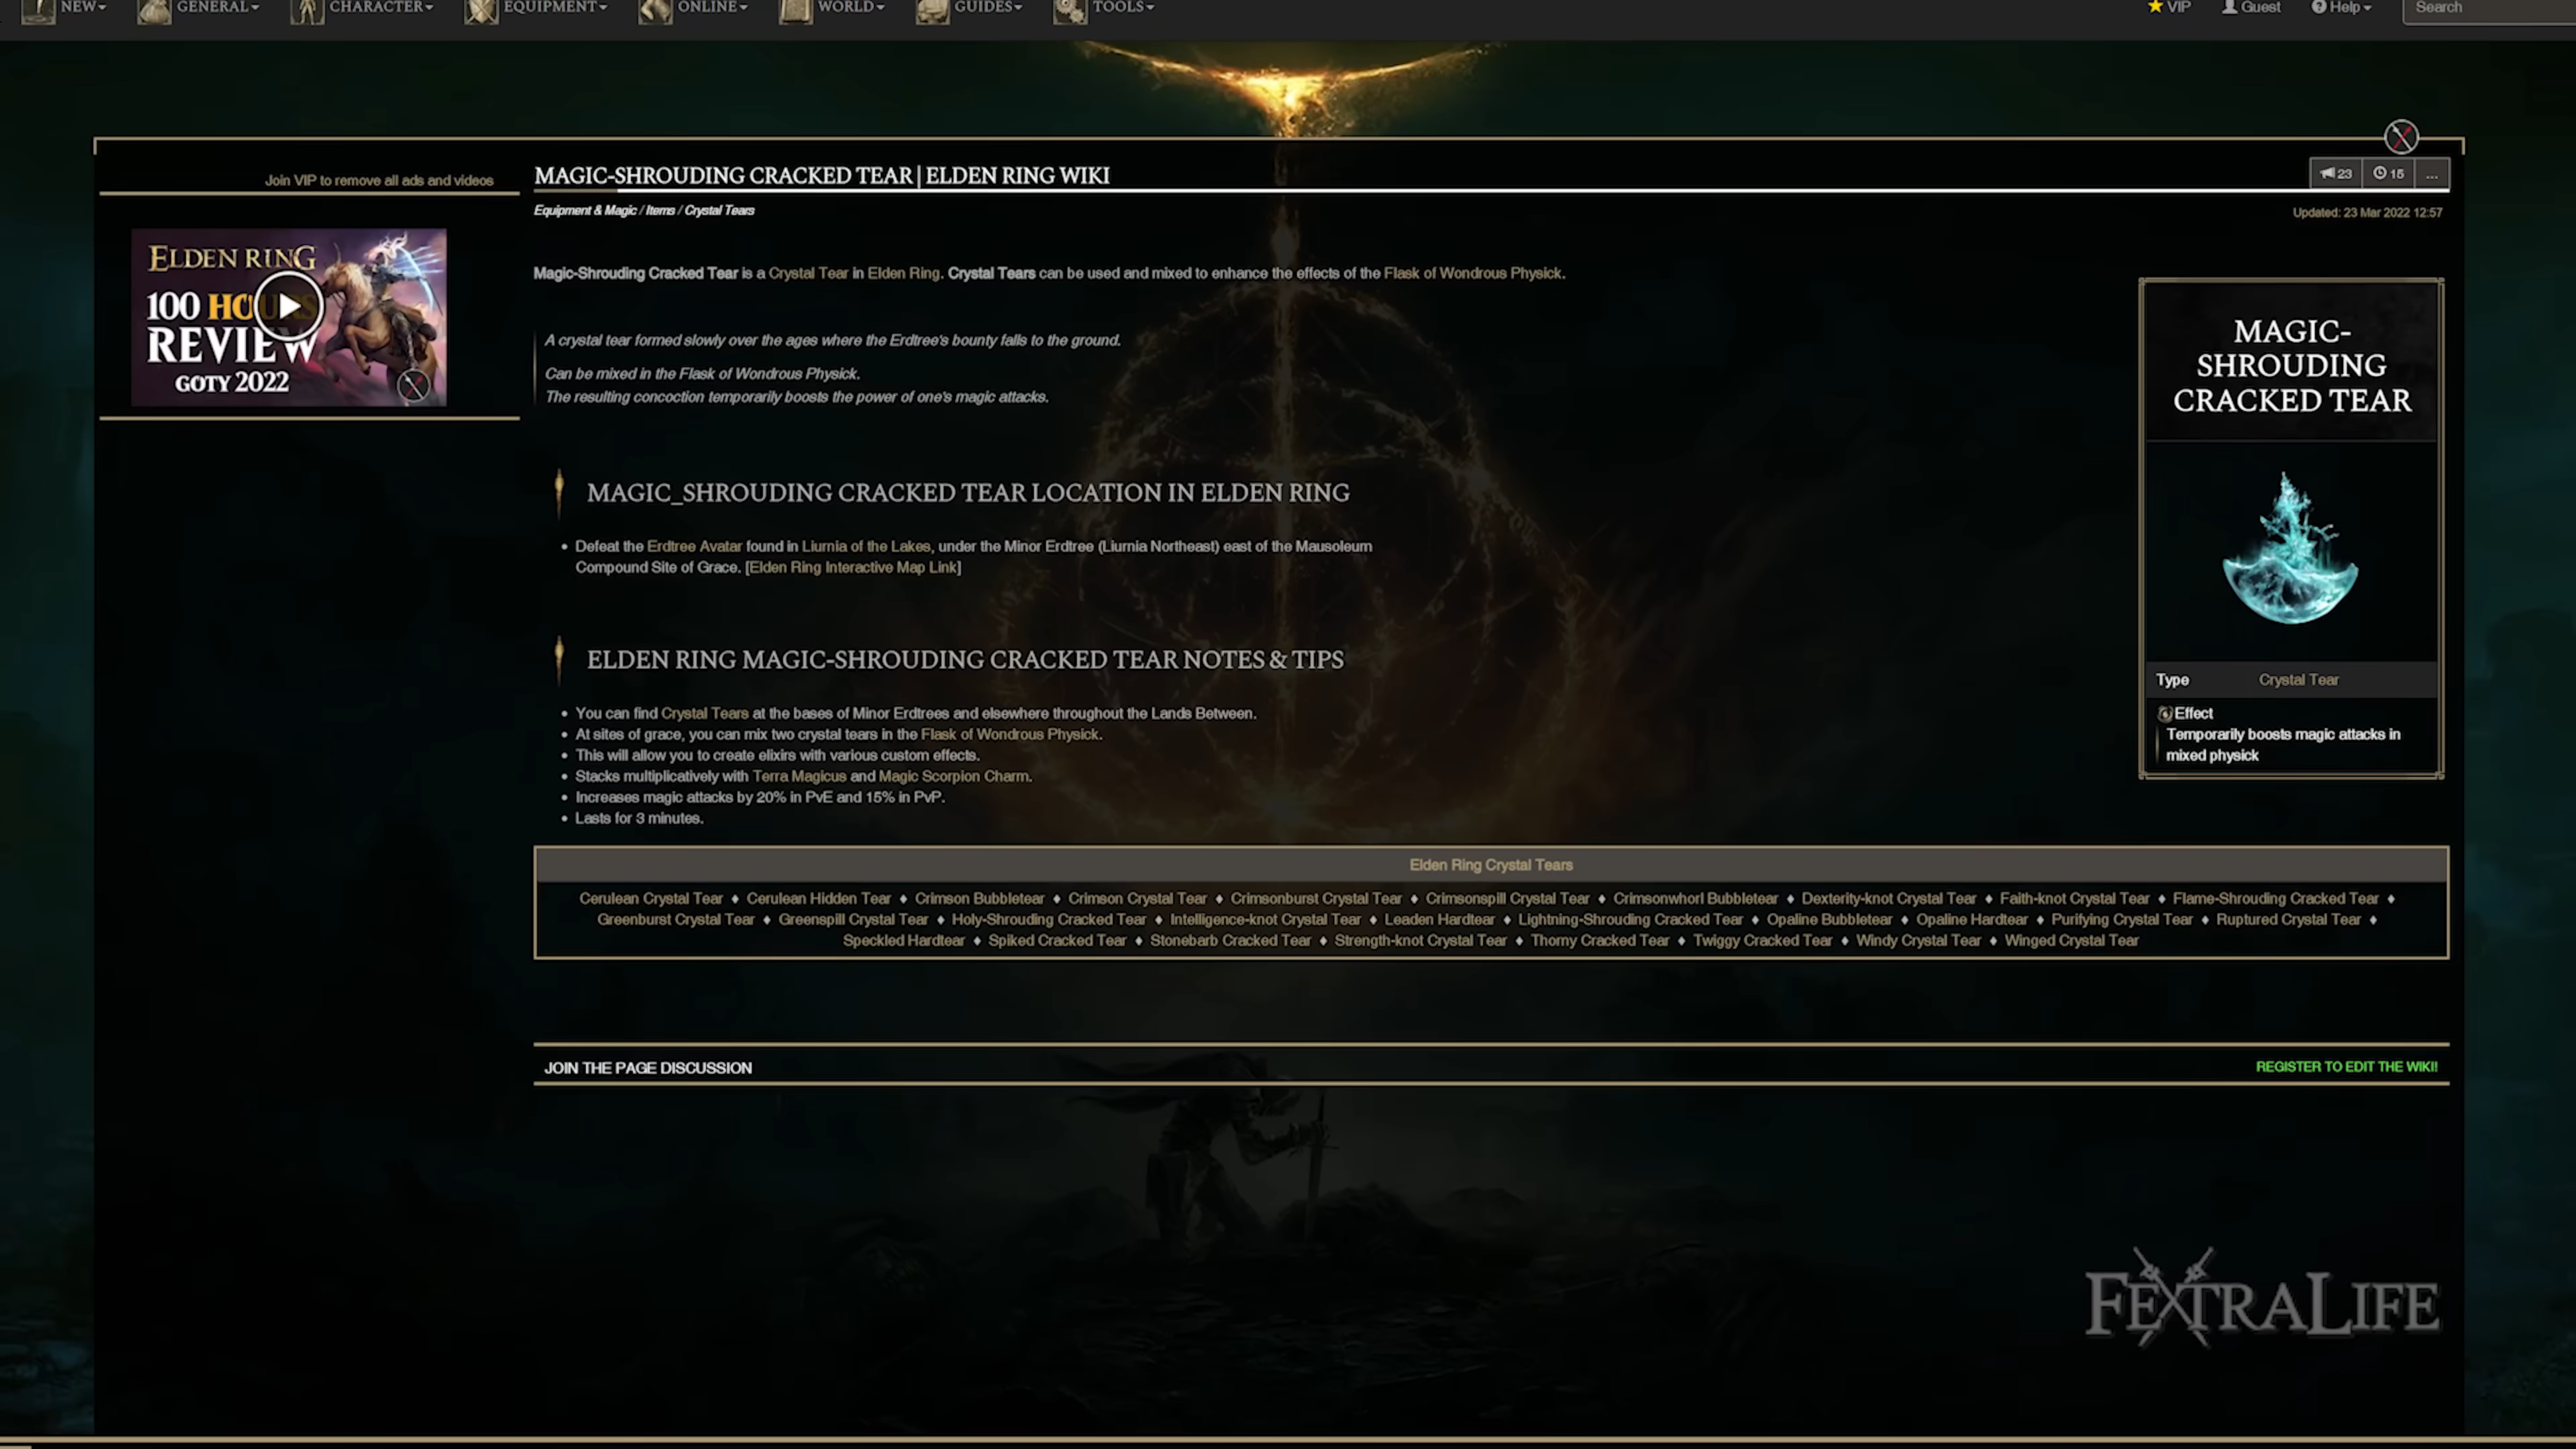 NEW GENERAL CHARACTER EQUIPMENT ONLINE WORLD GUIDES TOOLS VIP Guest Help Search
Join VIP to remove all ads and videos
ELDEN RING
100 HOURS
REVIEW
GOTY 2022
MAGIC-SHROUDING CRACKED TEAR | ELDEN RING WIKI
23 15 ...
Equipment & Magic / Items / Crystal Tears
Updated: 23 Mar 2022 12:57
Magic-Shrouding Cracked Tear is a Crystal Tear in Elden Ring. Crystal Tears can be used and mixed to enhance the effects of the Flask of Wondrous Physick.
A crystal tear formed slowly over the ages where the Erdtree's bounty falls to the ground.
Can be mixed in the Flask of Wondrous Physick.
The resulting concoction temporarily boosts the power of one's magic attacks.
MAGIC_SHROUDING CRACKED TEAR LOCATION IN ELDEN RING
• Defeat the Erdtree Avatar found in Liurnia of the Lakes, under the Minor Erdtree (Liurnia Northeast) east of the Mausoleum
Compound Site of Grace. [Elden Ring Interactive Map Link]
ELDEN RING MAGIC-SHROUDING CRACKED TEAR NOTES & TIPS
• You can find Crystal Tears at the bases of Minor Erdtrees and elsewhere throughout the Lands Between.
• At sites of grace, you can mix two crystal tears in the Flask of Wondrous Physick.
• This will allow you to create elixirs with various custom effects.
• Stacks multiplicatively with Terra Magicus and Magic Scorpion Charm.
• Increases magic attacks by 20% in PvE and 15% in PvP.
• Lasts for 3 minutes.
MAGIC-
SHROUDING
CRACKED TEAR
Type Crystal Tear
Effect
Temporarily boosts magic attacks in
mixed physick
Elden Ring Crystal Tears
Cerulean Crystal Tear ♦ Cerulean Hidden Tear ♦ Crimson Bubbletear ♦ Crimson Crystal Tear ♦ Crimsonburst Crystal Tear ♦ Crimsonspill Crystal Tear ♦ Crimsonwhorl Bubbletear ♦ Dexterity-knot Crystal Tear ♦ Faith-knot Crystal Tear ♦ Flame-Shrouding Cracked Tear ♦
Greenburst Crystal Tear ♦ Greenspill Crystal Tear ♦ Holy-Shrouding Cracked Tear ♦ Intelligence-knot Crystal Tear ♦ Leaden Hardtear ♦ Lightning-Shrouding Cracked Tear ♦ Opaline Bubbletear ♦ Opaline Hardtear ♦ Purifying Crystal Tear ♦ Ruptured Crystal Tear ♦
Speckled Hardtear ♦ Spiked Cracked Tear ♦ Stonebarb Cracked Tear ♦ Strength-knot Crystal Tear ♦ Thorny Cracked Tear ♦ Twiggy Cracked Tear ♦ Windy Crystal Tear ♦ Winged Crystal Tear
JOIN THE PAGE DISCUSSION
REGISTER TO EDIT THE WIKI!
FEXTRALIFE